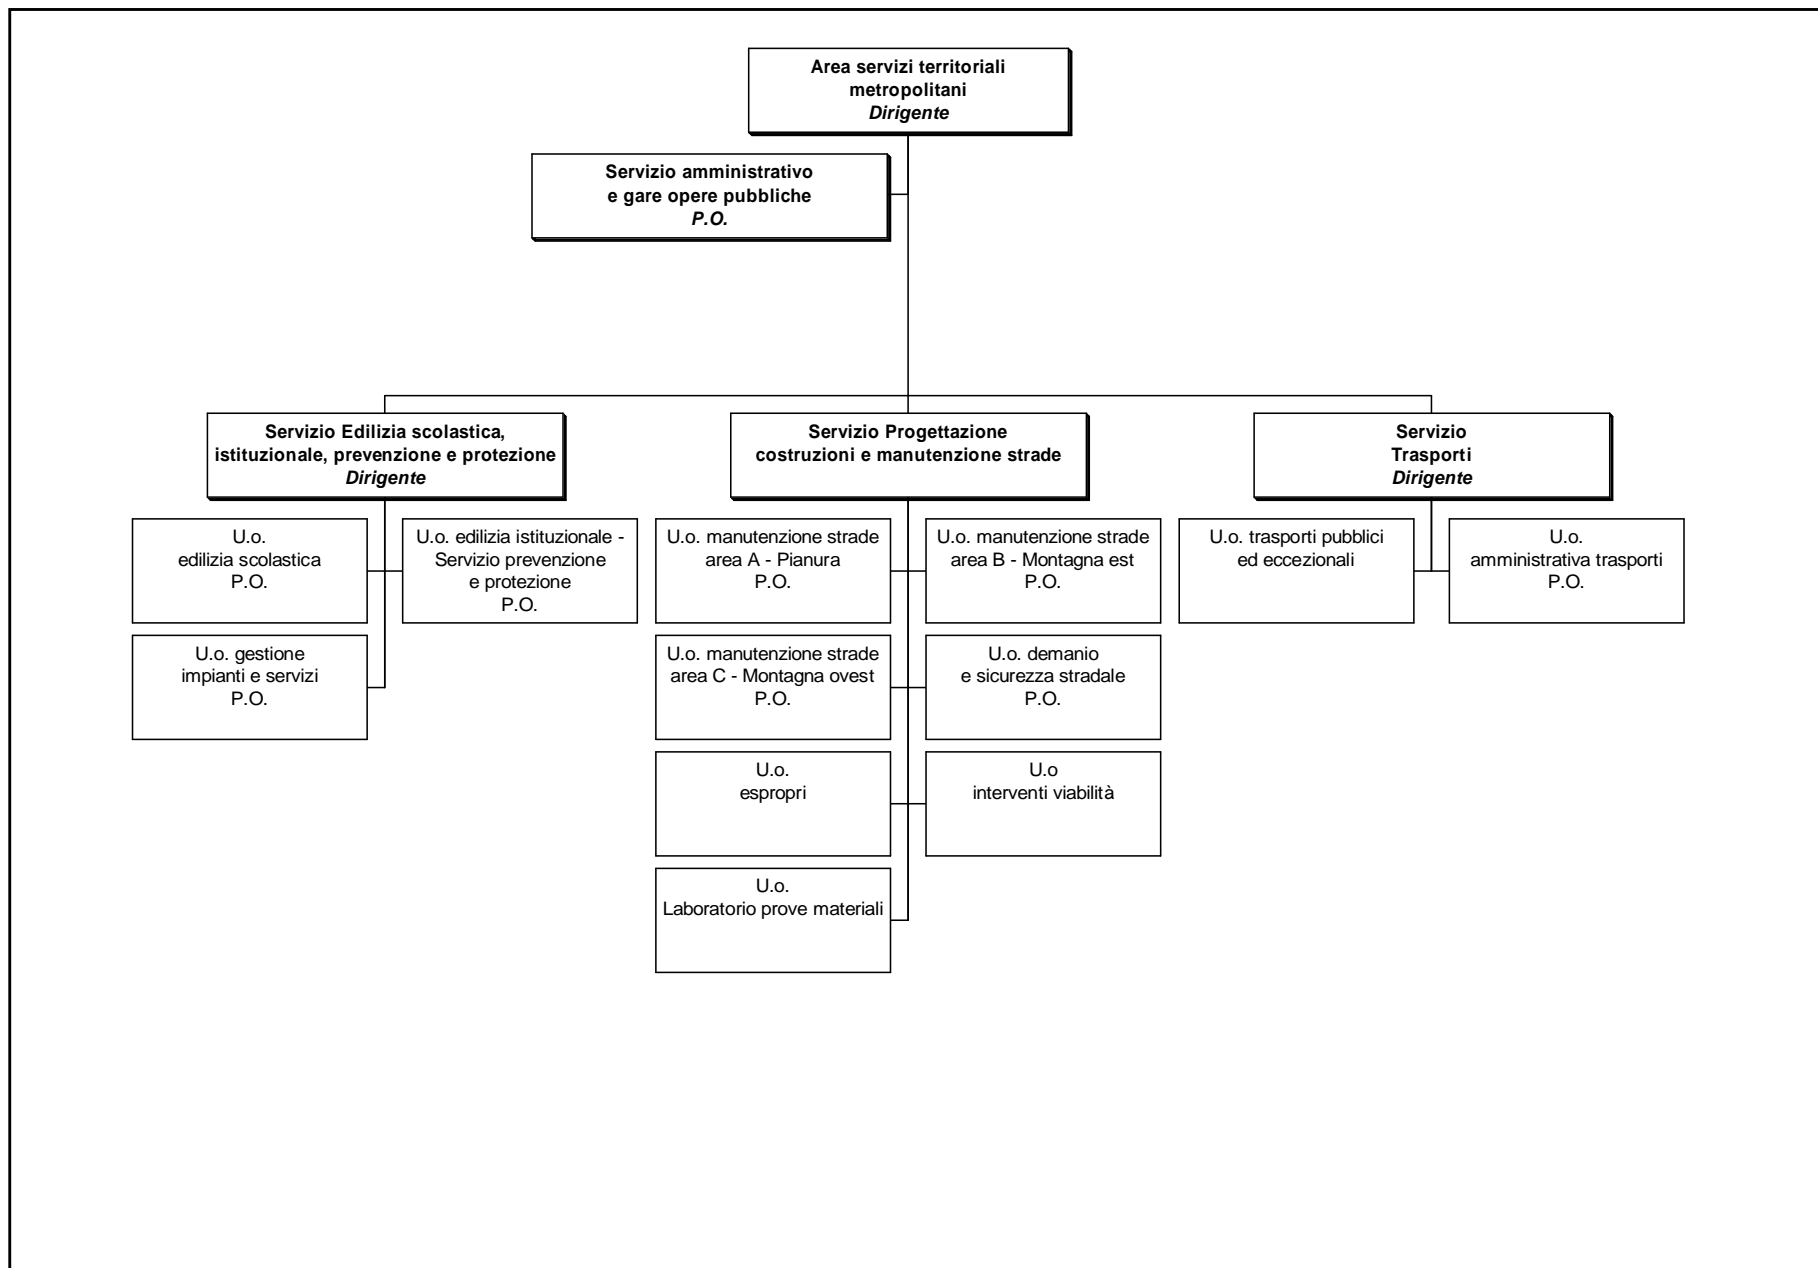 Area servizi territoriali
metropolitani
Dirigente
Servizio amministrativo
e gare opere pubbliche
P.O.
Servizio Edilizia scolastica,
istituzionale, prevenzione e protezione
Dirigente
Servizio Progettazione
costruzioni e manutenzione strade
Servizio
Trasporti
Dirigente
U.o.
edilizia scolastica
P.O.
U.o. edilizia istituzionale -
Servizio prevenzione
e protezione
P.O.
U.o. gestione
impianti e servizi
P.O.
U.o. manutenzione strade
area A - Pianura
P.O.
U.o. manutenzione strade
area B - Montagna est
P.O.
U.o. manutenzione strade
area C - Montagna ovest
P.O.
U.o. demanio
e sicurezza stradale
P.O.
U.o.
espropri
U.o
interventi viabilità
U.o.
Laboratorio prove materiali
U.o. trasporti pubblici
ed eccezionali
U.o.
amministrativa trasporti
P.O.